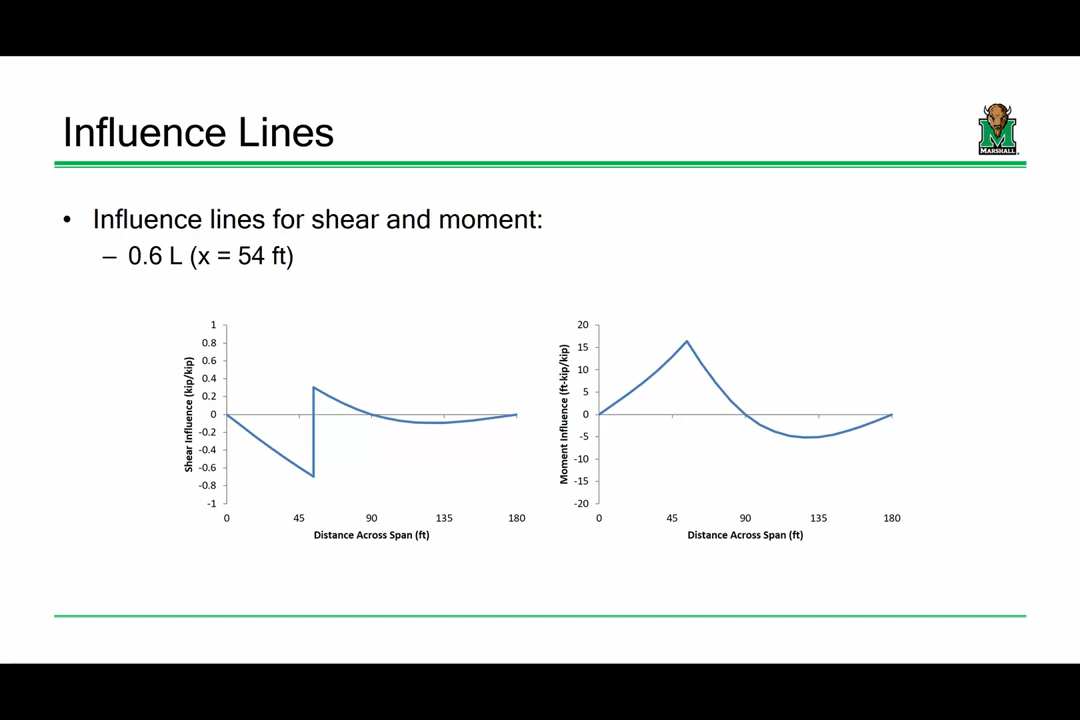 Influence Lines
MARSHALL
• Influence lines for shear and moment:
– 0.6 L (x = 54 ft)
Shear Influence (kip/kip)
1
0.8
0.6
0.4
0.2
0
-0.2
-0.4
-0.6
-0.8
-1
0 45 90 135 180
Distance Across Span (ft)
Moment Influence (ft-kip/kip)
20
15
10
5
0
-5
-10
-15
-20
0 45 90 135 180
Distance Across Span (ft)